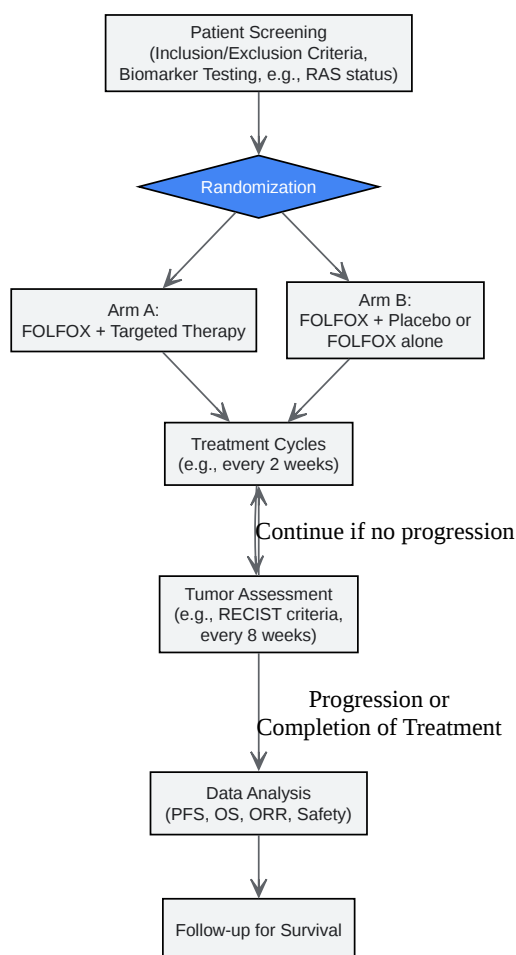 Patient Screening
(Inclusion/Exclusion Criteria,
Biomarker Testing, e.g., RAS status)
Randomization
Arm A:
FOLFOX + Targeted Therapy
Arm B:
FOLFOX + Placebo or
FOLFOX alone
Treatment Cycles
(e.g., every 2 weeks)
Continue if no progression
Tumor Assessment
(e.g., RECIST criteria,
every 8 weeks)
Progression or
Completion of Treatment
Data Analysis
(PFS, OS, ORR, Safety)
Follow-up for Survival